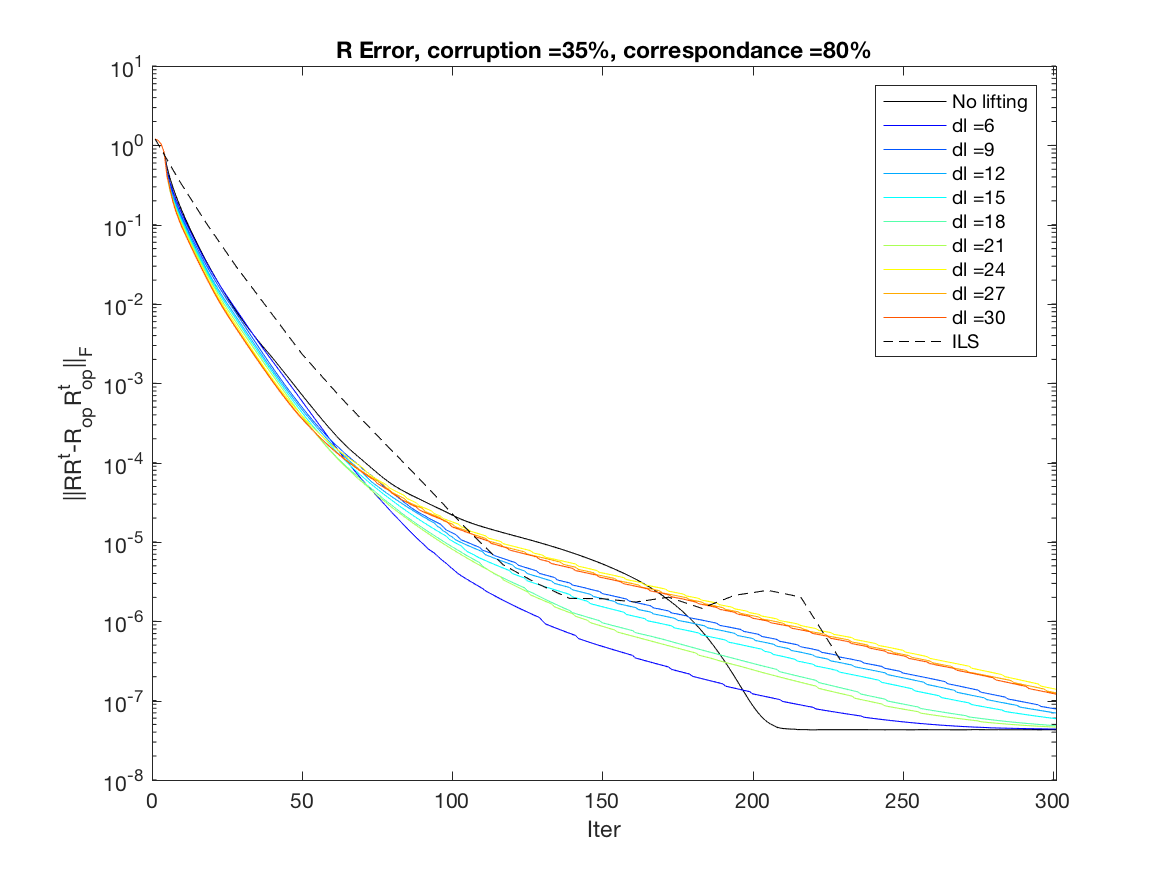 R Error, corruption =35%, correspondance =80%
10^1
10^0
10^-1
10^-2
10^-3
10^-4
10^-5
10^-6
10^-7
10^-8
||RR^t-R_op R^t_op||_F
0 50 100 150 200 250 300
Iter
No lifting
dl =6
dl =9
dl =12
dl =15
dl =18
dl =21
dl =24
dl =27
dl =30
ILS